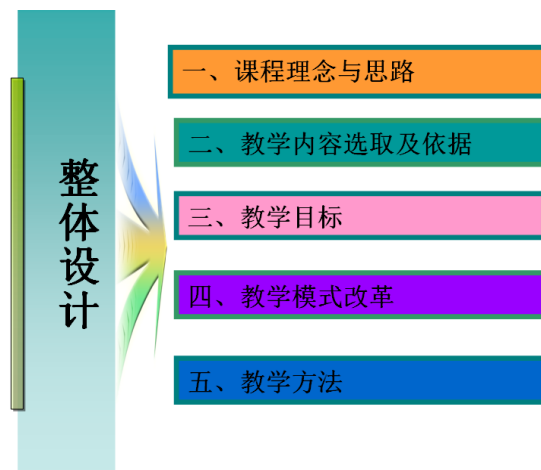 整体设计
一、课程理念与思路
二、教学内容选取及依据
三、教学目标
四、教学模式改革
五、教学方法